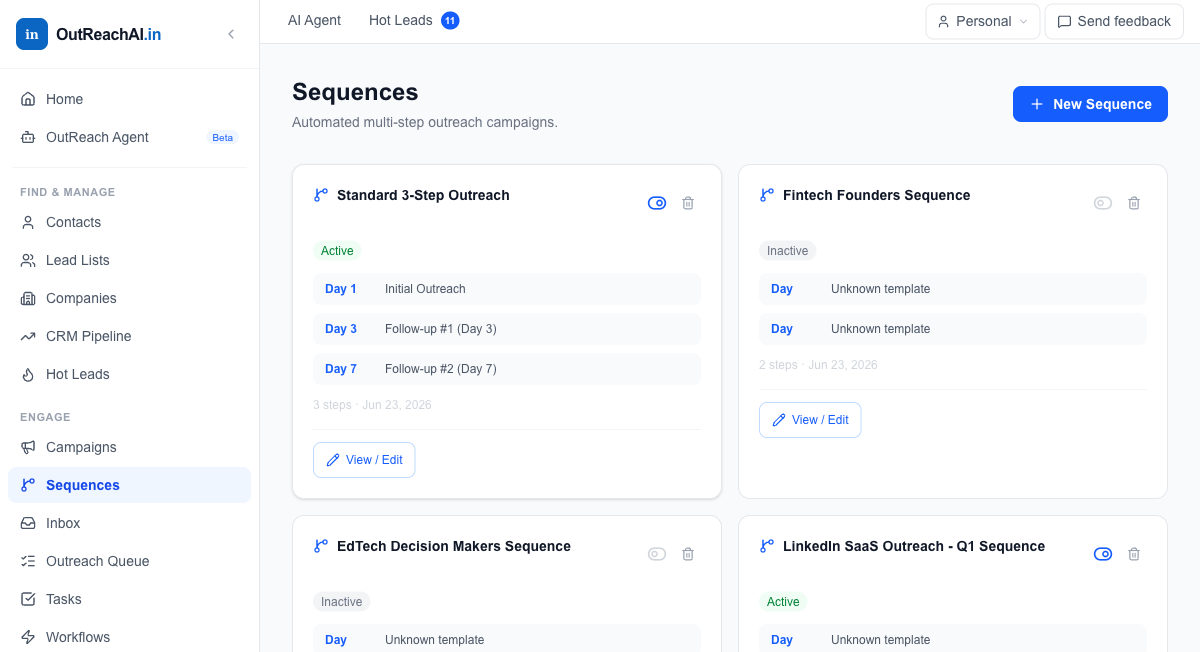 in OutReachAI.in
Home
OutReach Agent Beta
FIND & MANAGE
Contacts
Lead Lists
Companies
CRM Pipeline
Hot Leads
ENGAGE
Campaigns
Sequences
Inbox
Outreach Queue
Tasks
Workflows
AI Agent Hot Leads 11 Personal Send feedback
Sequences
Automated multi-step outreach campaigns.
New Sequence
Standard 3-Step Outreach
Active
Day 1 Initial Outreach
Day 3 Follow-up #1 (Day 3)
Day 7 Follow-up #2 (Day 7)
3 steps · Jun 23, 2026
View / Edit
Fintech Founders Sequence
Inactive
Day Unknown template
Day Unknown template
2 steps · Jun 23, 2026
View / Edit
EdTech Decision Makers Sequence
Inactive
Day Unknown template
LinkedIn SaaS Outreach - Q1 Sequence
Active
Day Unknown template